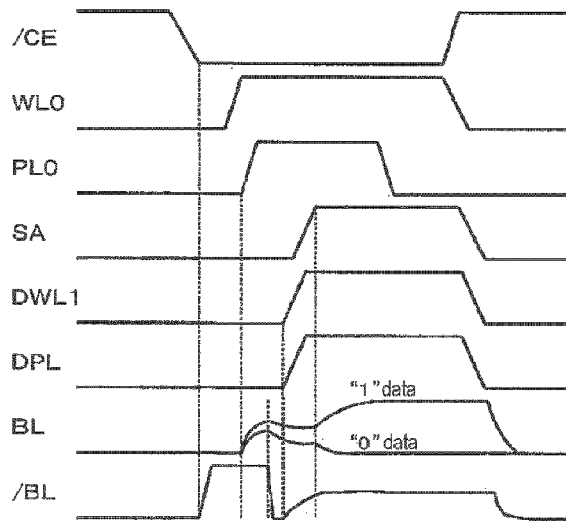 /CE
WL0
PL0
SA
DWL1
DPL
"1" data
BL
"0" data
/BL